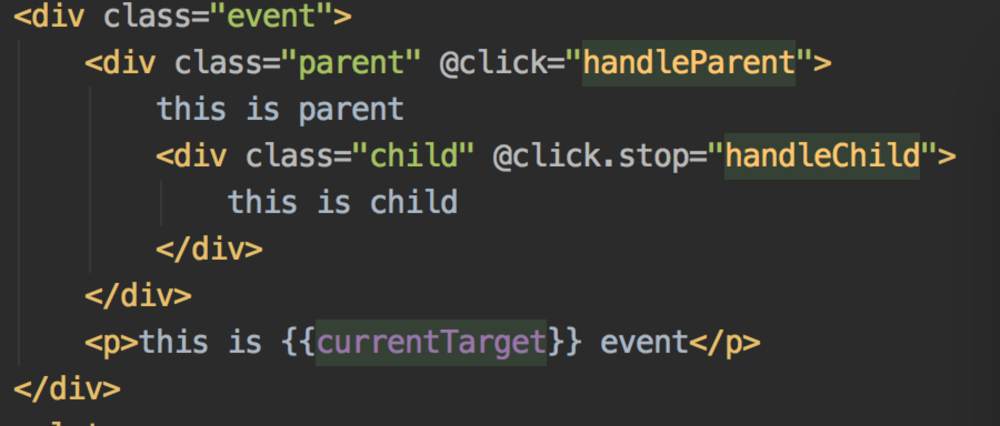 <div class="event">
<div class="parent" @click="handleParent">
this is parent
<div class="child" @click.stop="handleChild">
this is child
</div>
</div>
<p>this is {{currentTarget}} event</p>
</div>